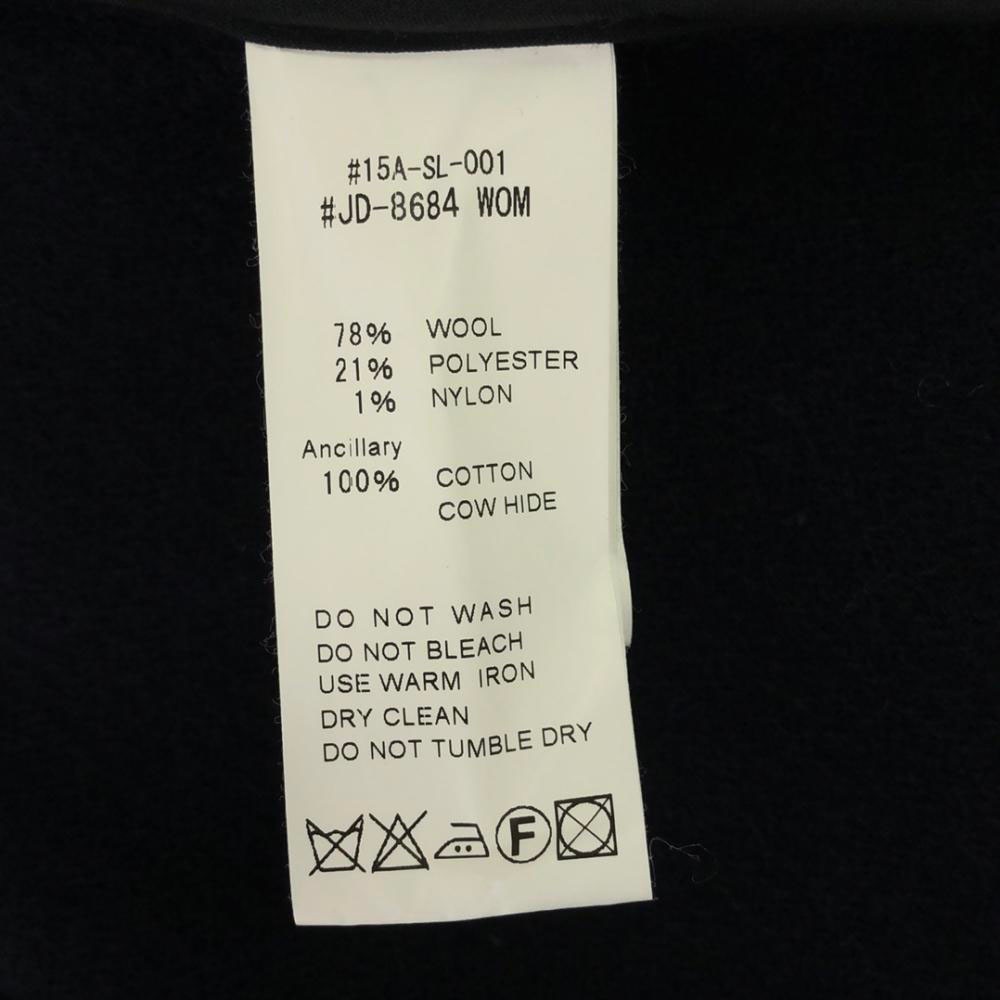 #15A-SL-001
#JD-8684 WOM
78% WOOL
21% POLYESTER
1% NYLON
Ancillary
100% COTTON
COW HIDE
DO NOT WASH
DO NOT BLEACH
USE WARM IRON
DRY CLEAN
DO NOT TUMBLE DRY
F